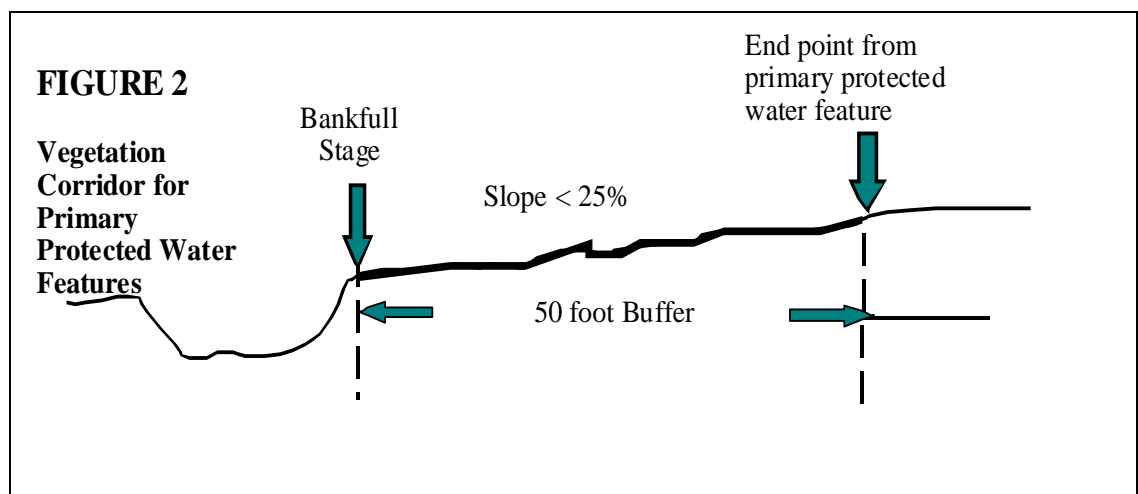 FIGURE 2
Vegetation
Corridor for
Primary
Protected Water
Features
Bankfull
Stage
Slope < 25%
End point from
primary protected
water feature
50 foot Buffer